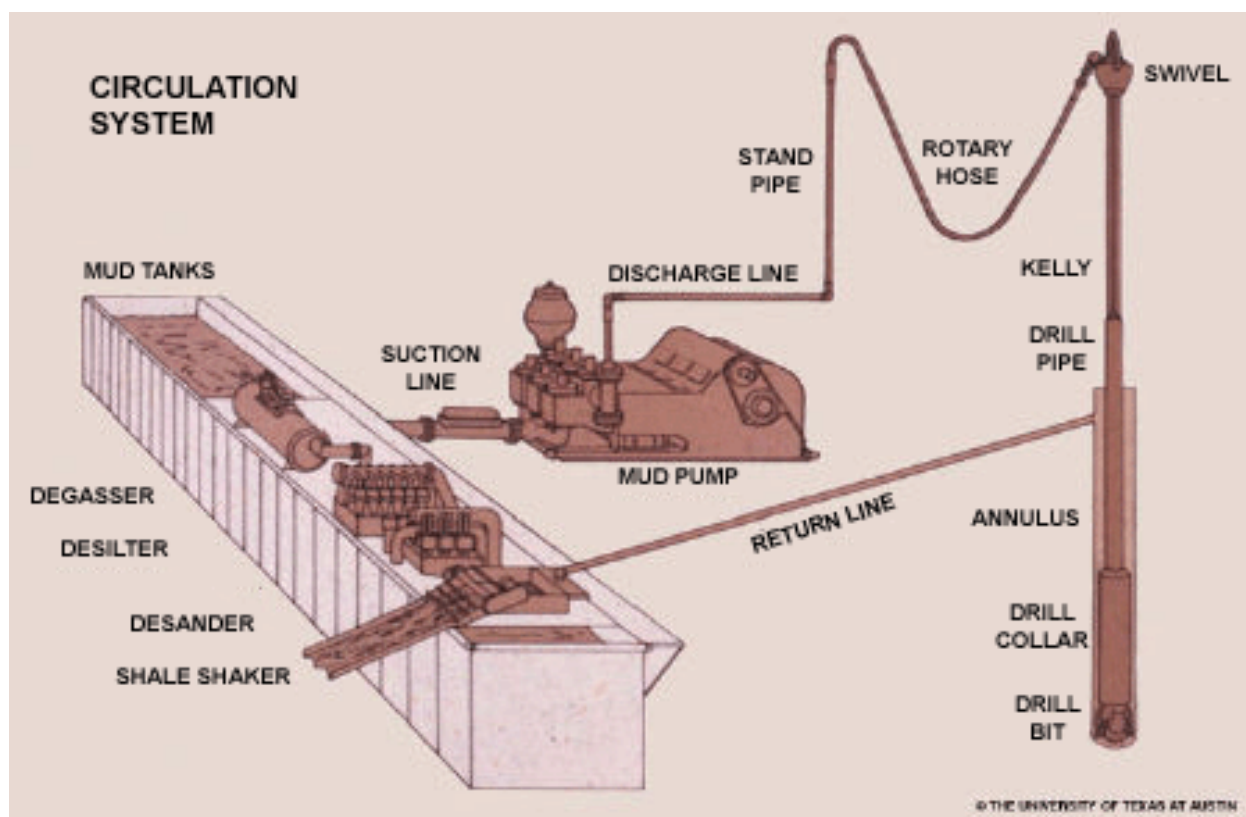 CIRCULATION
SYSTEM
SWIVEL
STAND
PIPE
ROTARY
HOSE
MUD TANKS
DISCHARGE LINE
KELLY
SUCTION
LINE
DRILL
PIPE
MUD PUMP
DEGASSER
RETURN LINE
ANNULUS
DESILTER
DESANDER
DRILL
COLLAR
SHALE SHAKER
DRILL
BIT
© THE UNIVERSITY OF TEXAS AT AUSTIN